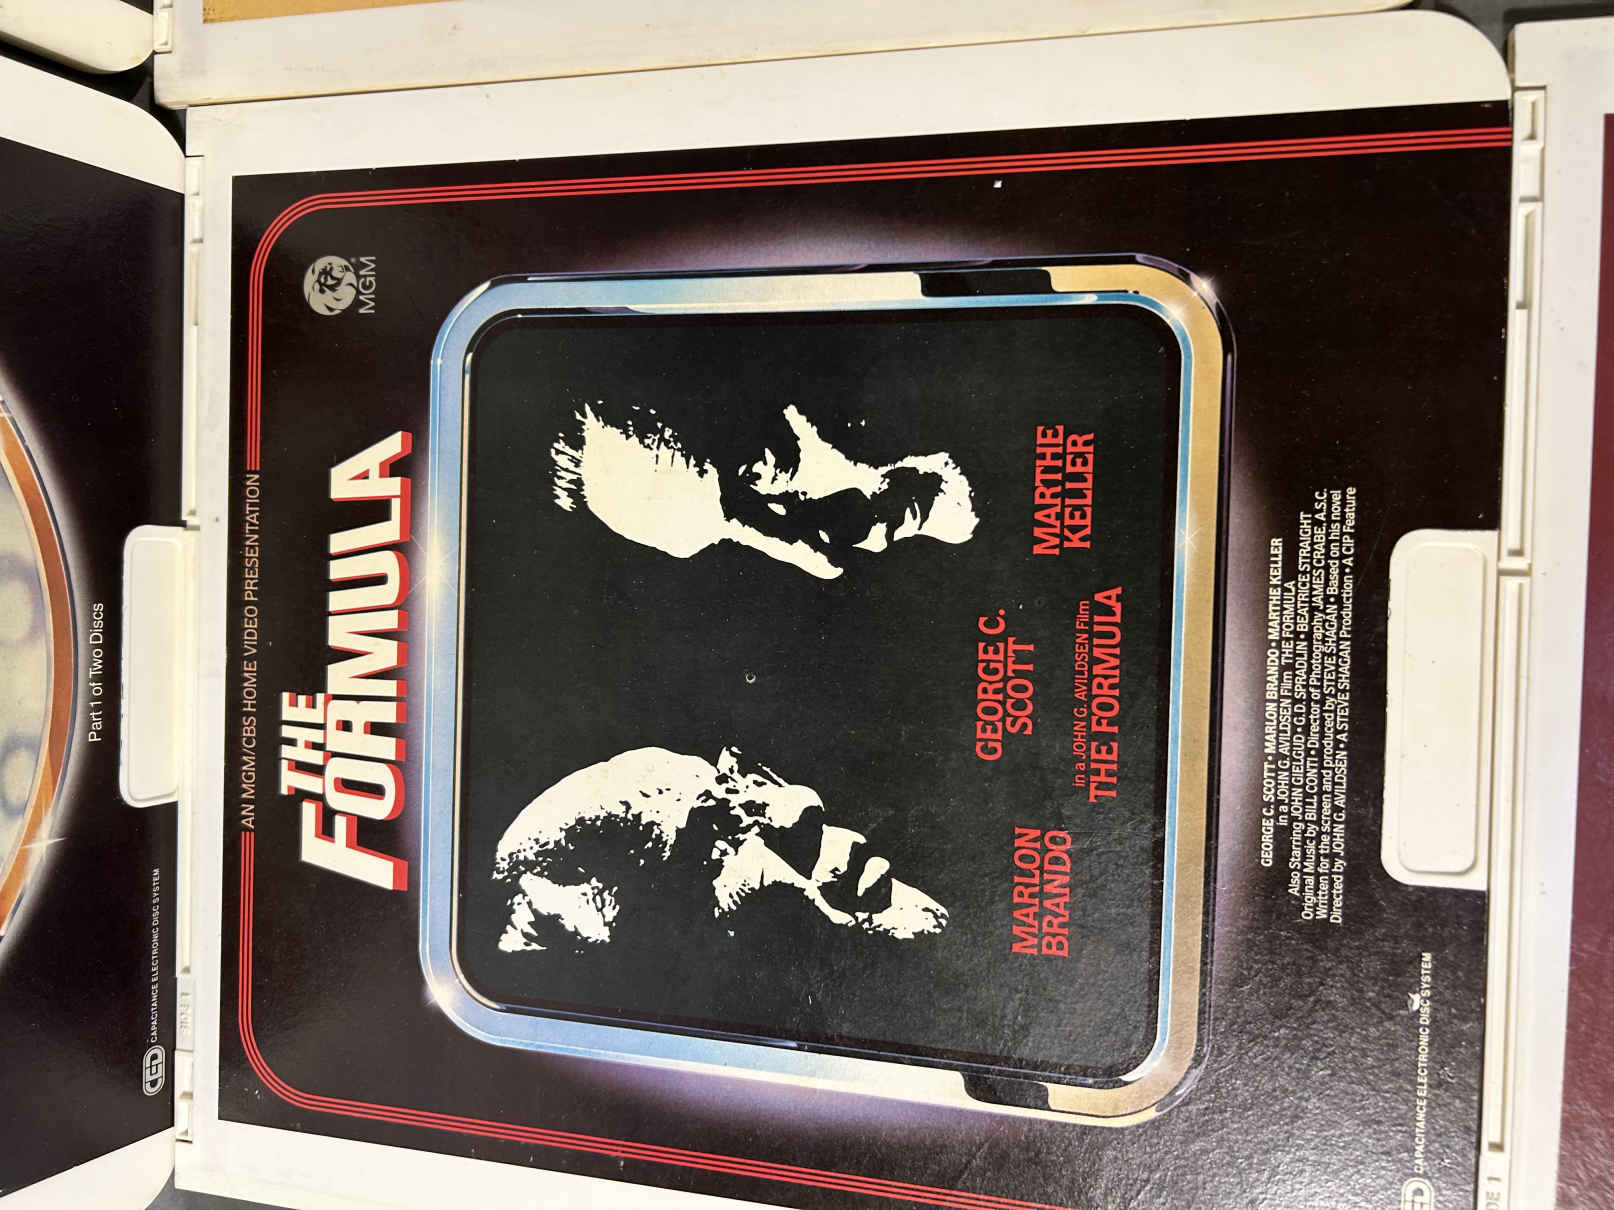 AN MGM/CBS HOME VIDEO PRESENTATION
THE
FORMULA
MGM
MARLON
BRANDO
GEORGE C.
SCOTT
MARTHE
KELLER
in a JOHN G. AVILDSEN Film
THE FORMULA
GEORGE C. SCOTT • MARLON BRANDO • MARTHE KELLER
in a JOHN G. AVILDSEN Film THE FORMULA
Also Starring JOHN GIELGUD • G.D. SPRADLIN • BEATRICE STRAIGHT
Original Music by BILL CONTI • Director of Photography JAMES CRABE, A.S.C.
Written for the screen and produced by STEVE SHAGAN • Based on his novel
Directed by JOHN G. AVILDSEN • A STEVE SHAGAN Production • A CIP Feature
CAPACITANCE ELECTRONIC DISC SYSTEM
Part 1 of Two Discs
CED CAPACITANCE ELECTRONIC DISC SYSTEM
SIDE 1